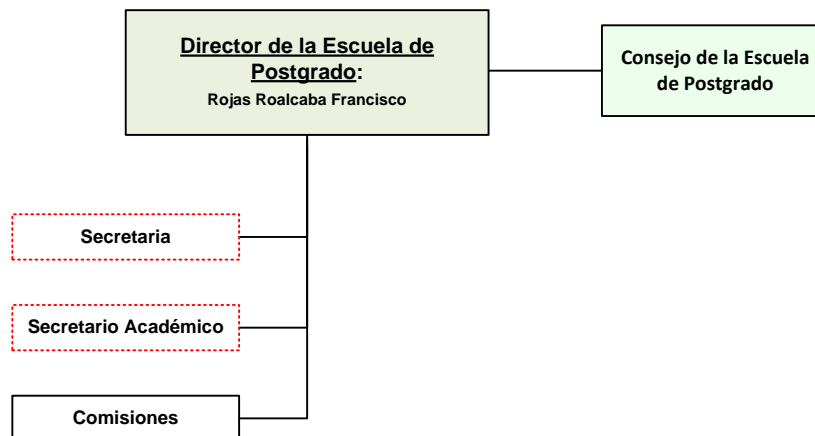 Director de la Escuela de
Postgrado:
Rojas Roalcaba Francisco
Consejo de la Escuela
de Postgrado
Secretaria
Secretario Académico
Comisiones